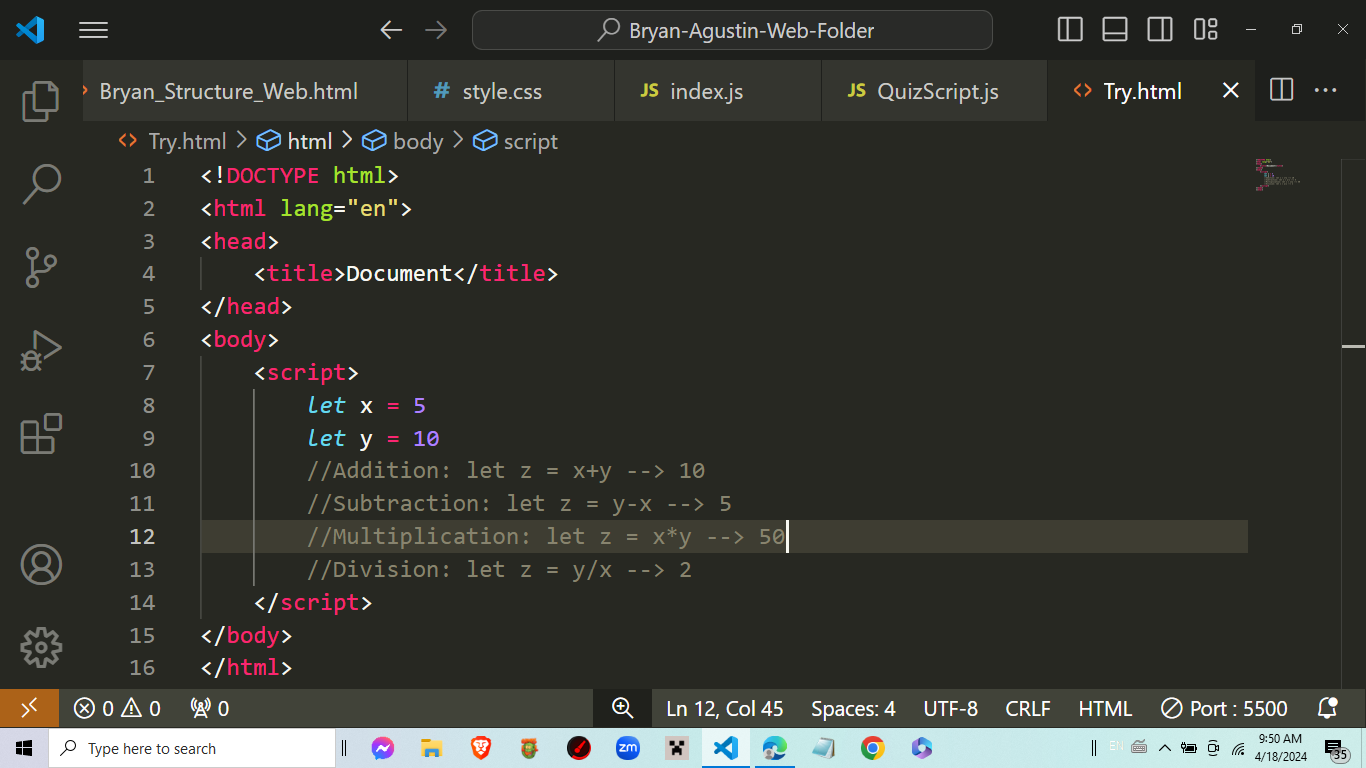 Bryan-Agustin-Web-Folder
Bryan_Structure_Web.html
# style.css
JS index.js
JS QuizScript.js
<> Try.html
<> Try.html > html > body > script
1 <!DOCTYPE html>
2 <html lang="en">
3 <head>
4 <title>Document</title>
5 </head>
6 <body>
7 <script>
8 let x = 5
9 let y = 10
10 //Addition: let z = x+y --> 10
11 //Subtraction: let z = y-x --> 5
12 //Multiplication: let z = x*y --> 50
13 //Division: let z = y/x --> 2
14 </script>
15 </body>
16 </html>
0 0 0 Ln 12, Col 45 Spaces: 4 UTF-8 CRLF HTML Port : 5500
Type here to search
zm
EN
9:50 AM
4/18/2024
35